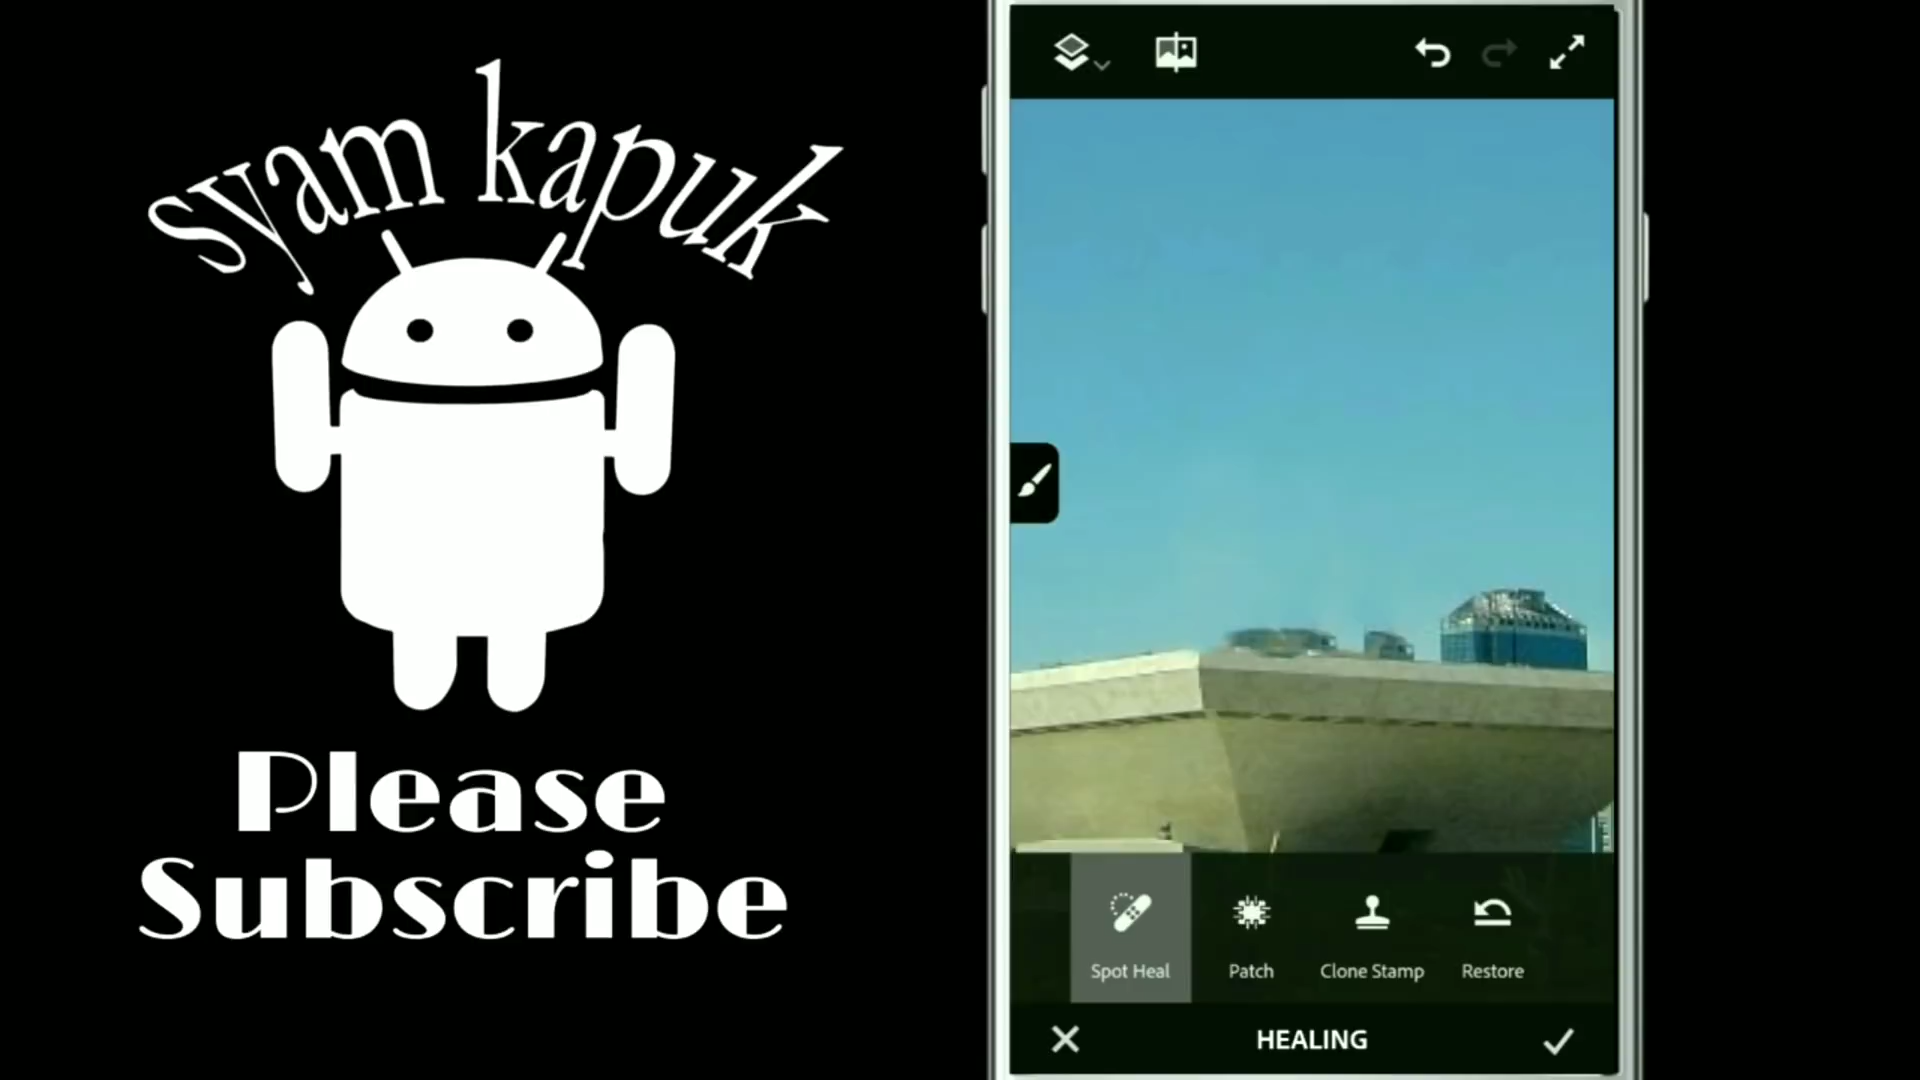 syam kapuk
Please
Subscribe
Spot Heal
Patch
Clone Stamp
Restore
HEALING